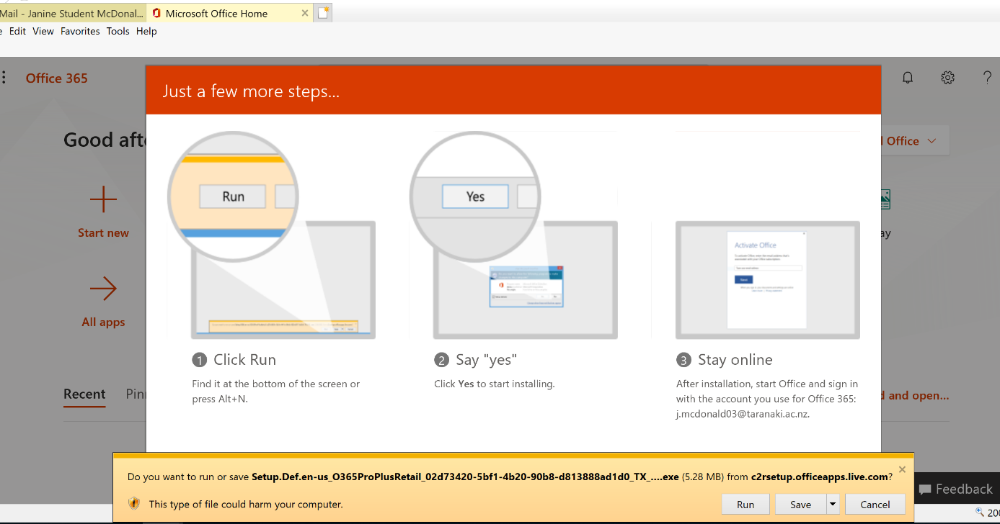 Mail - Janine Student McDonal...
Microsoft Office Home
Edit View Favorites Tools Help
Office 365
Just a few more steps...
?
Good afte
l Office
Run
Yes
Start new
ay
Activate Office
All apps
1 Click Run
2 Say "yes"
3 Stay online
Find it at the bottom of the screen or
press Alt+N.
Click Yes to start installing.
After installation, start Office and sign in
with the account you use for Office 365:
j.mcdonald03@taranaki.ac.nz.
Recent
Pinn
d and open...
Do you want to run or save Setup.Def.en-us_O365ProPlusRetail_02d73420-5bf1-4b20-90b8-d813888ad1d0_TX_....exe (5.28 MB) from c2rsetup.officeapps.live.com?
This type of file could harm your computer.
Run
Save
Cancel
Feedback
200